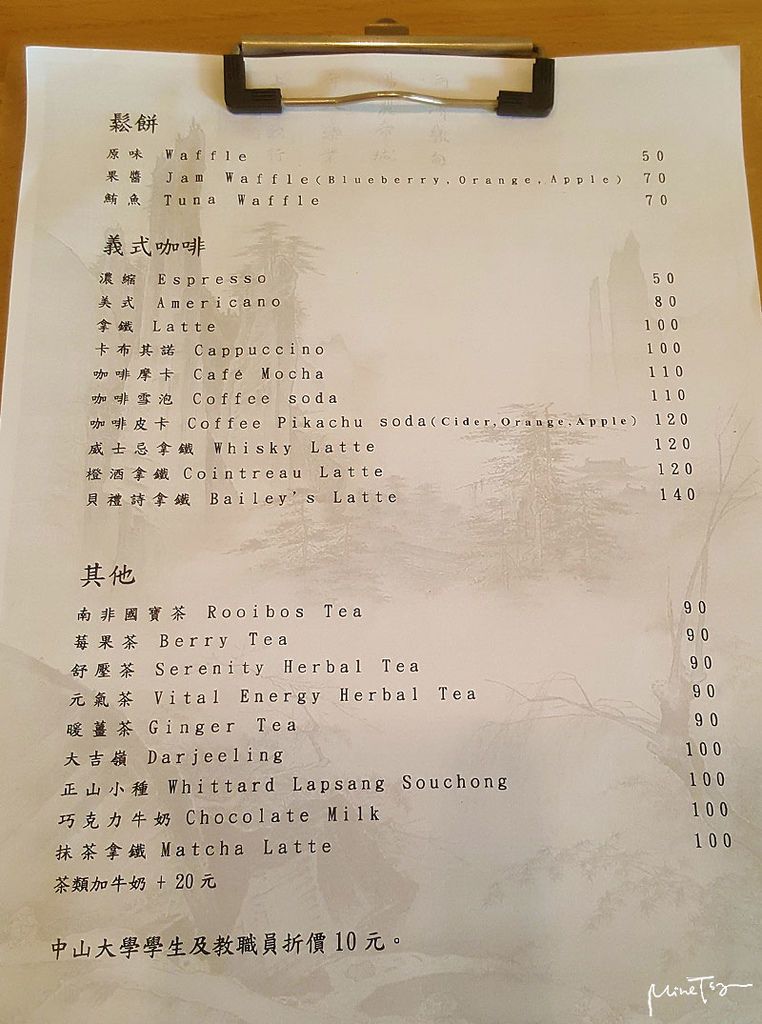 鬆餅
原味 Waffle 50
果醬 Jam Waffle(Blueberry,Orange,Apple) 70
鮪魚 Tuna Waffle 70
義式咖啡
濃縮 Espresso 50
美式 Americano 80
拿鐵 Latte 100
卡布其諾 Cappuccino 100
咖啡摩卡 Café Mocha 110
咖啡雪泡 Coffee soda 110
咖啡皮卡 Coffee Pikachu soda(Cider,Orange,Apple) 120
威士忌拿鐵 Whisky Latte 120
橙酒拿鐵 Cointreau Latte 120
貝禮詩拿鐵 Bailey's Latte 140
其他
南非國寶茶 Rooibos Tea 90
莓果茶 Berry Tea 90
舒壓茶 Serenity Herbal Tea 90
元氣茶 Vital Energy Herbal Tea 90
暖薑茶 Ginger Tea 90
大吉嶺 Darjeeling 100
正山小種 Whittard Lapsang Souchong 100
巧克力牛奶 Chocolate Milk 100
抹茶拿鐵 Matcha Latte 100
茶類加牛奶 + 20 元
中山大學學生及教職員折價 10 元。